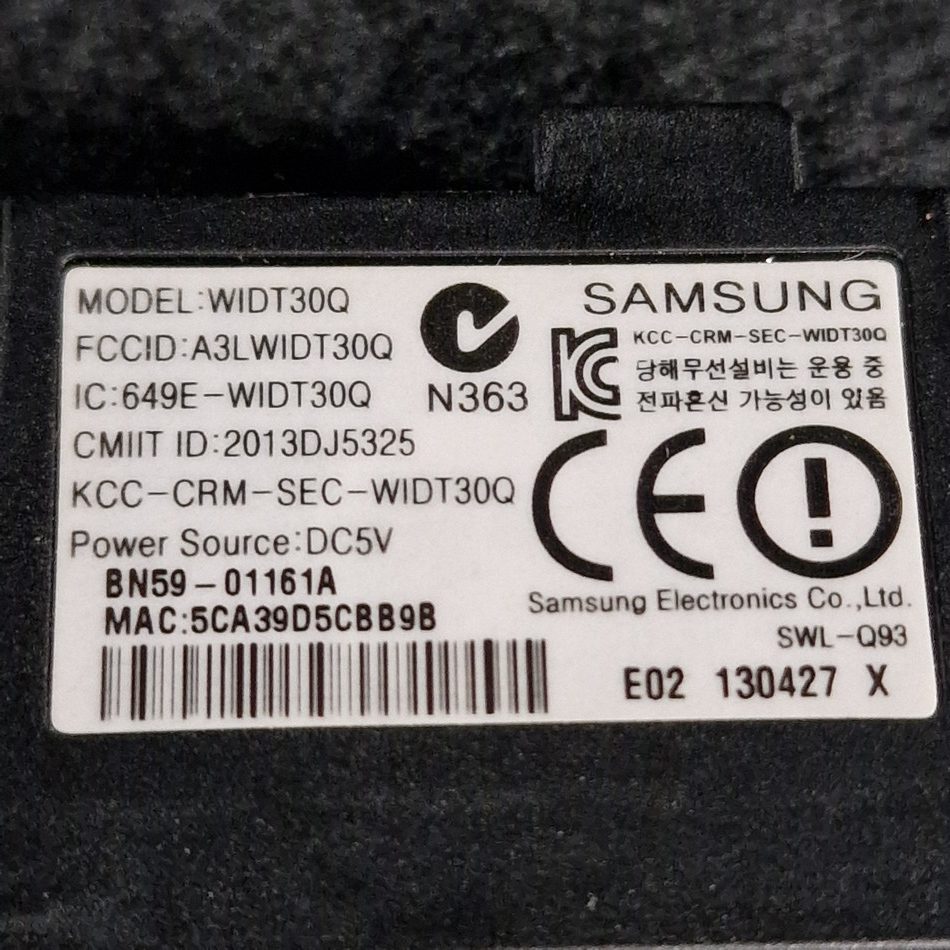 MODEL:WIDT30Q
FCCID:A3LWIDT30Q
IC:649E-WIDT30Q
CMIIT ID:2013DJ5325
KCC-CRM-SEC-WIDT30Q
Power Source:DC5V
BN59-01161A
MAC:5CA39D5CBB9B
N363
SAMSUNG
KCC-CRM-SEC-WIDT30Q
당해무선설비는 운용 중
전파혼신 가능성이 있음
CE
Samsung Electronics Co.,Ltd.
SWL-Q93
E02 130427 X